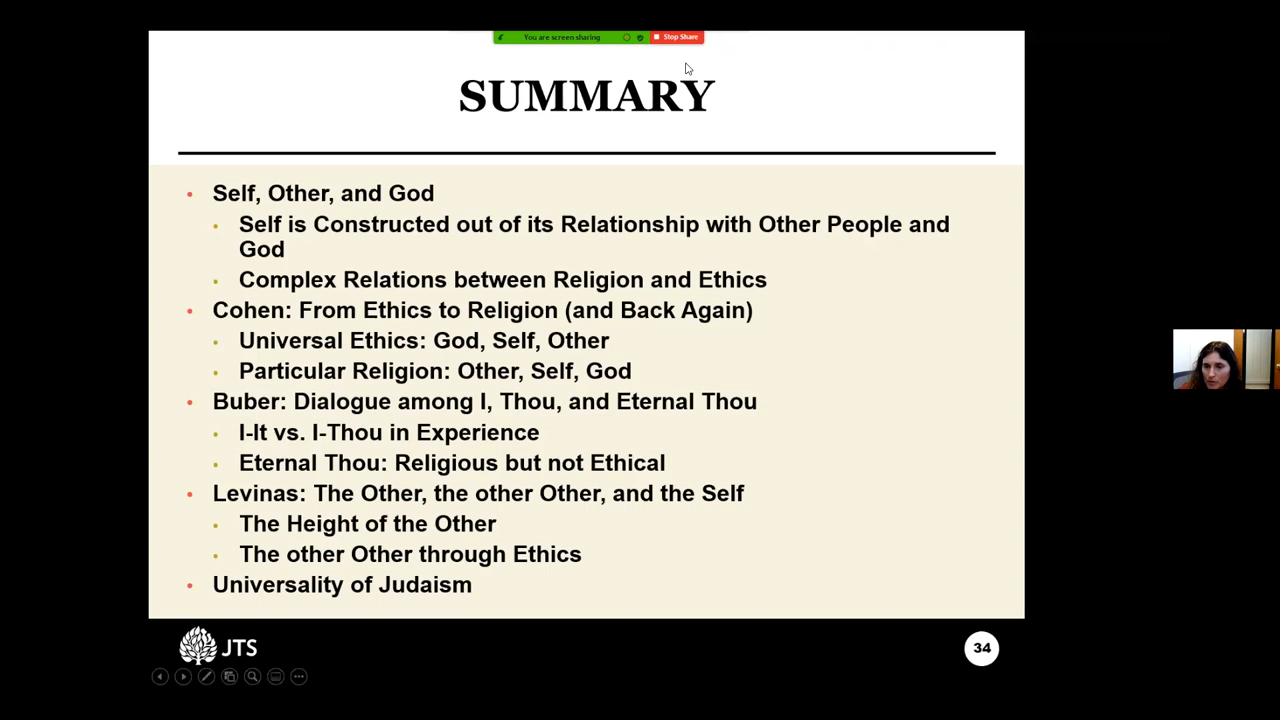 You are screen sharing
Stop Share
SUMMARY
Self, Other, and God
Self is Constructed out of its Relationship with Other People and
God
Complex Relations between Religion and Ethics
Cohen: From Ethics to Religion (and Back Again)
Universal Ethics: God, Self, Other
Particular Religion: Other, Self, God
Buber: Dialogue among I, Thou, and Eternal Thou
I-It vs. I-Thou in Experience
Eternal Thou: Religious but not Ethical
Levinas: The Other, the other Other, and the Self
The Height of the Other
The other Other through Ethics
Universality of Judaism
JTS
34